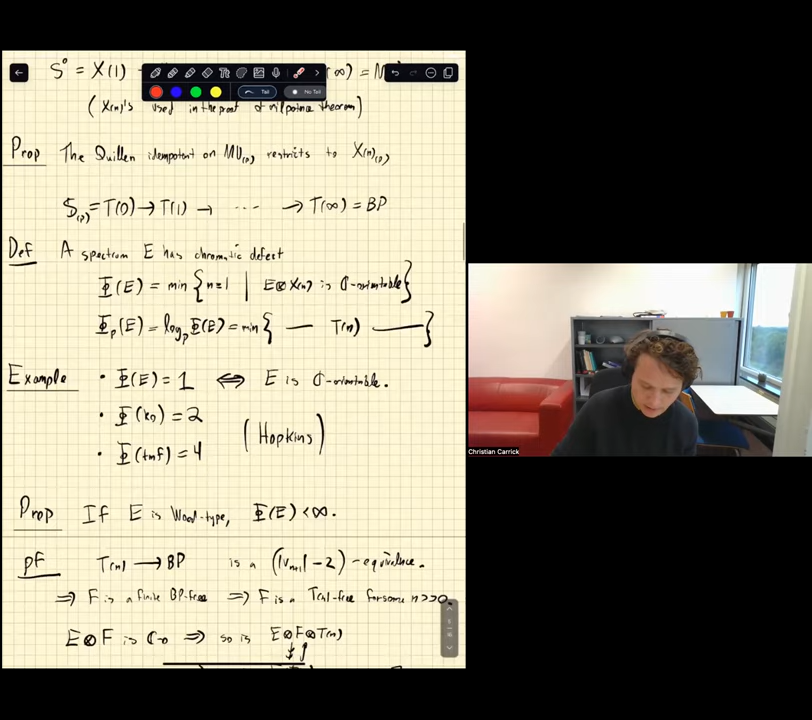 S⁰ = X(1) ∞) = M
(X(n)'s used in the proof of nilpotence theorem)
Tail No Tail
Prop The Quillen idempotent on MU₍ₚ₎ restricts to X(n)₍ₚ₎
S₍ₚ₎ = T(0) → T(1) → ··· → T(∞) = BP
Def A spectrum E has chromatic defect
Φ(E) = min { n≥1 | E⊗X(n) is ℂ-orientable }
Φₚ(E) = logₚ Φ(E) = min { — T(n) — }
Example • Φ(E) = 1 ⇔ E is ℂ-orientable.
• Φ(ko) = 2
(Hopkins)
• Φ(tmf) = 4
Prop If E is Wood-type, Φ(E) < ∞.
pf T(n) → BP is a (|vₙ₊₁| - 2)-equivalence.
⇒ F is a finite BP-free ⇒ F is a T(n)-free for some n>>0.
E⊗F is ℂ-o ⇒ so is E⊗F⊗T(n)
↓↑
Christian Carrick